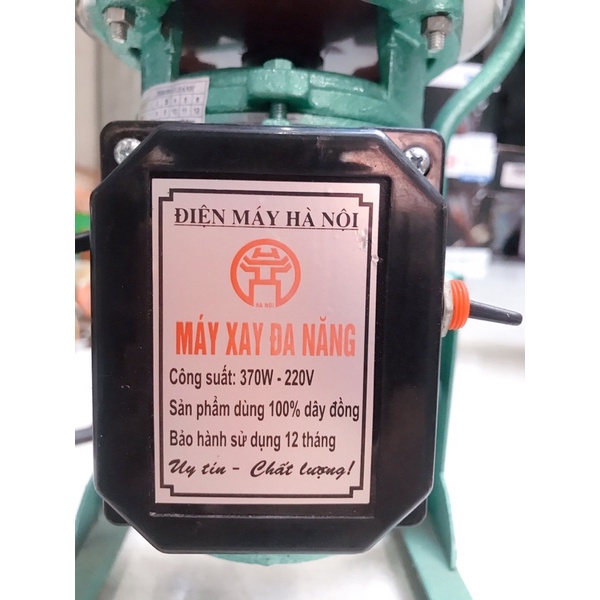 ĐIỆN MÁY HÀ NỘI
HÀ NỘI
MÁY XAY ĐA NĂNG
Công suất: 370W - 220V
Sản phẩm dùng 100% dây đồng
Bảo hành sử dụng 12 tháng
Uy tín - Chất lượng!